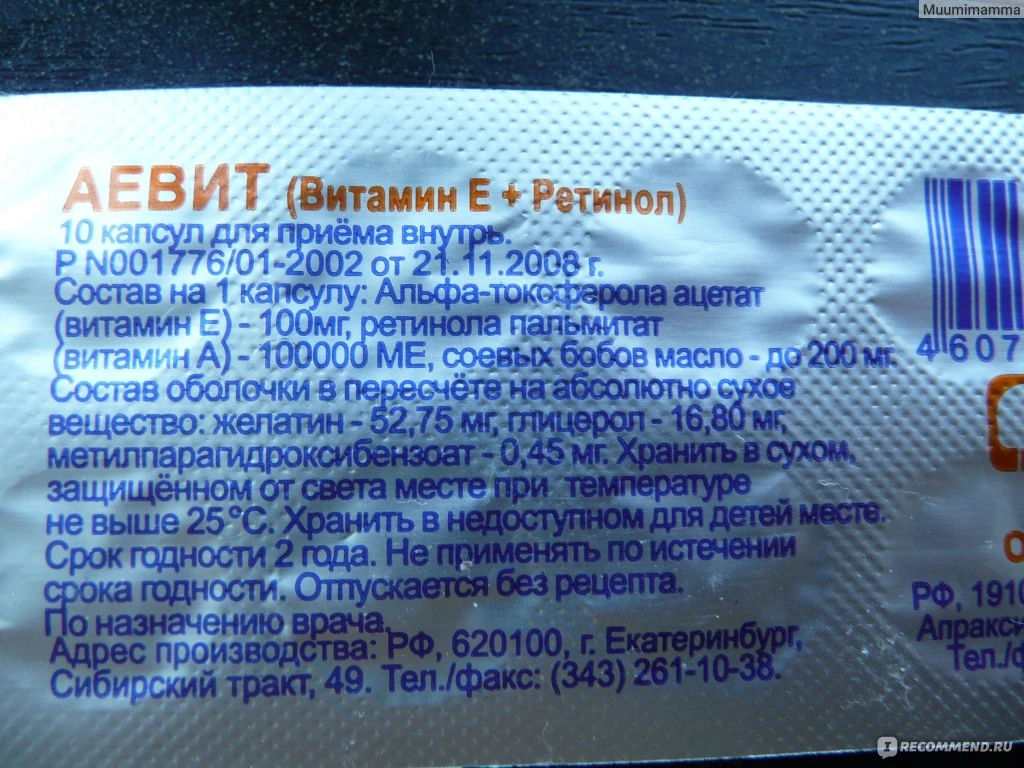 Muumimamma
АЕВИТ (Витамин Е + Ретинол)
10 капсул для приёма внутрь.
Р N001776/01-2002 от 21.11.2008 г.
Состав на 1 капсулу: Альфа-токоферола ацетат
(витамин Е) - 100мг, ретинола пальмитат
(витамин А) - 100000 МЕ, соевых бобов масло - до 200 мг.
Состав оболочки в пересчёте на абсолютно сухое
вещество: желатин - 52,75 мг, глицерол - 16,80 мг,
метилпарагидроксибензоат - 0,45 мг. Хранить в сухом,
защищённом от света месте при температуре
не выше 25°С. Хранить в недоступном для детей месте.
Срок годности 2 года. Не применять по истечении
срока годности. Отпускается без рецепта.
По назначению врача.
Адрес производства: РФ, 620100, г. Екатеринбург,
Сибирский тракт, 49. Тел./факс: (343) 261-10-38.
4 607
РФ, 1910
Апракси
Тел./
I RECOMMEND.RU